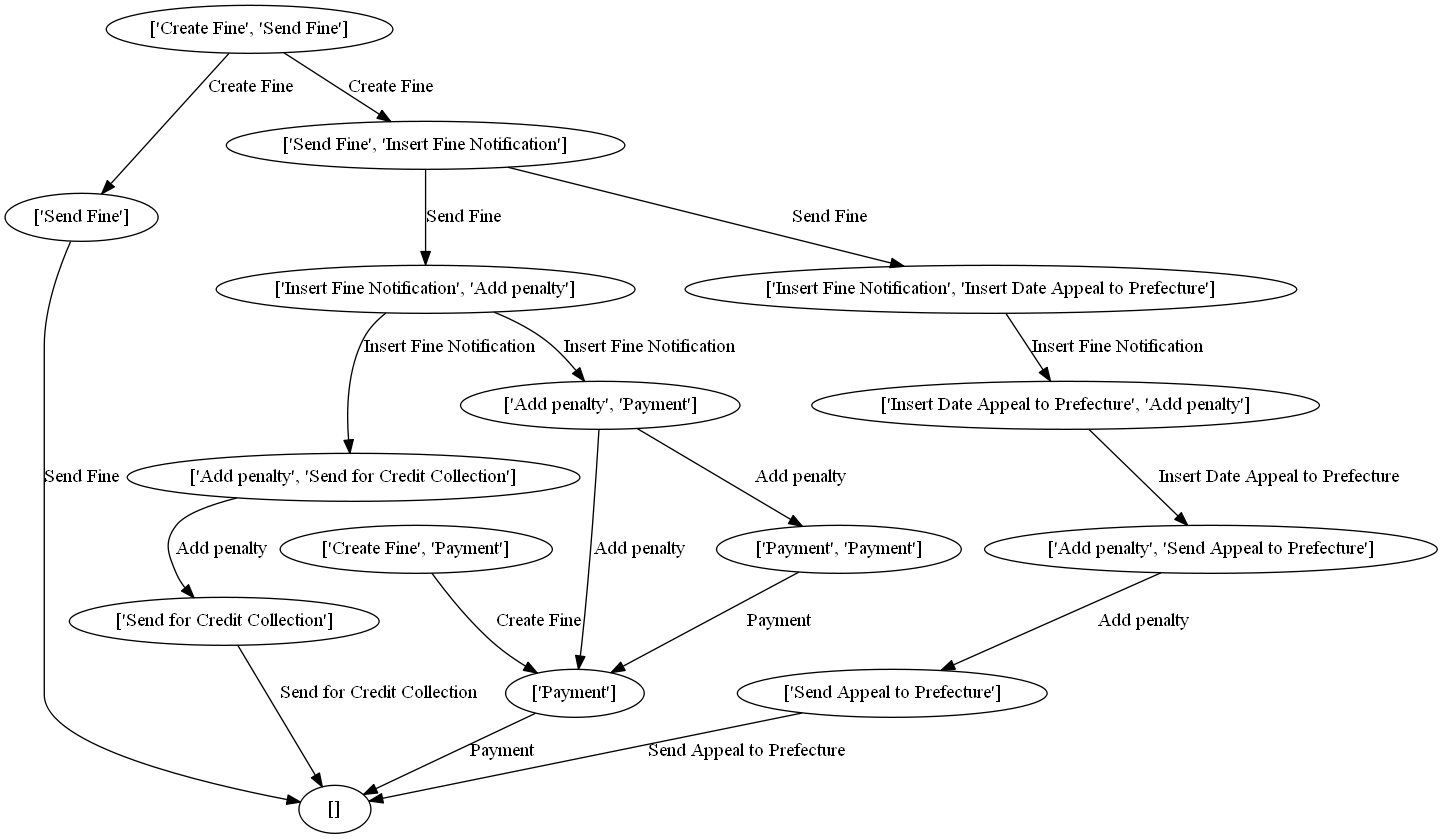 ['Create Fine', 'Send Fine']
Create Fine
Create Fine
['Send Fine', 'Insert Fine Notification']
['Send Fine']
Send Fine
Send Fine
['Insert Fine Notification', 'Add penalty']
['Insert Fine Notification', 'Insert Date Appeal to Prefecture']
Insert Fine Notification
Insert Fine Notification
Insert Fine Notification
['Add penalty', 'Payment']
['Insert Date Appeal to Prefecture', 'Add penalty']
Send Fine
['Add penalty', 'Send for Credit Collection']
Add penalty
Insert Date Appeal to Prefecture
Add penalty
['Create Fine', 'Payment']
Add penalty
['Payment', 'Payment']
['Add penalty', 'Send Appeal to Prefecture']
['Send for Credit Collection']
Create Fine
Payment
Add penalty
Send for Credit Collection
['Payment']
['Send Appeal to Prefecture']
Payment
Send Appeal to Prefecture
[]